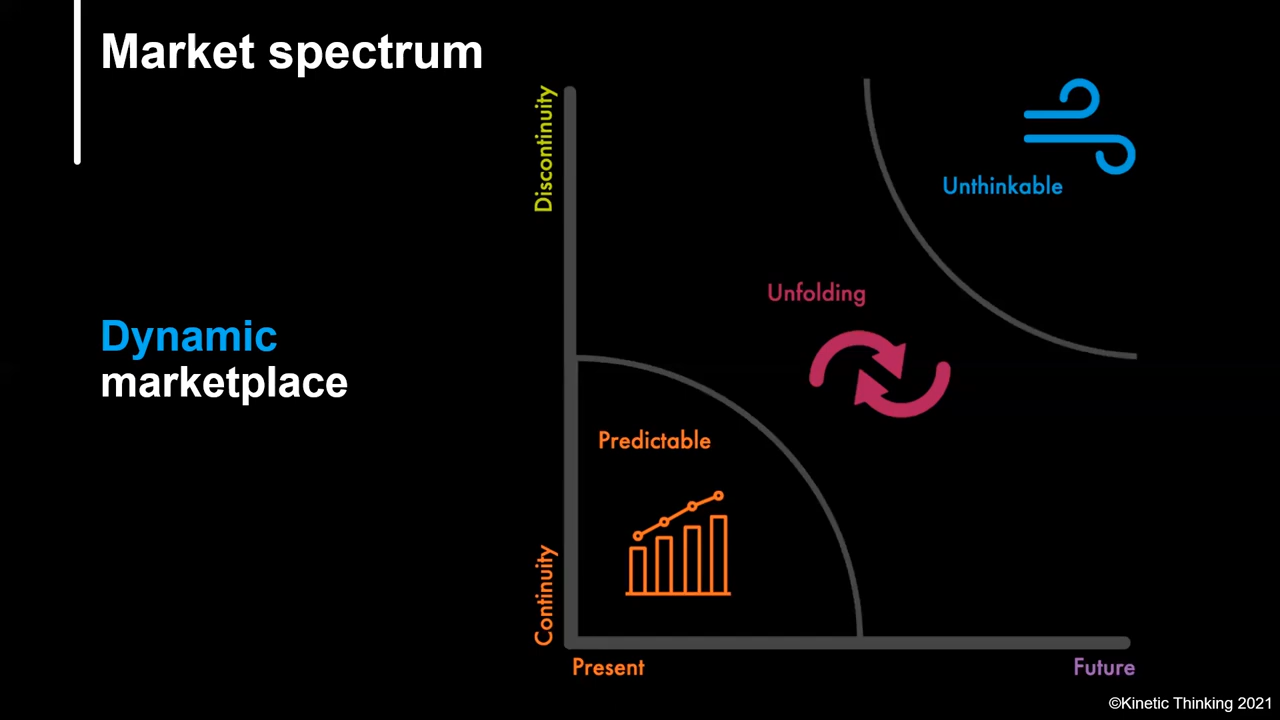 Market spectrum
Discontinuity
Unthinkable
Unfolding
Dynamic
marketplace
Predictable
Continuity
Present
Future
©Kinetic Thinking 2021